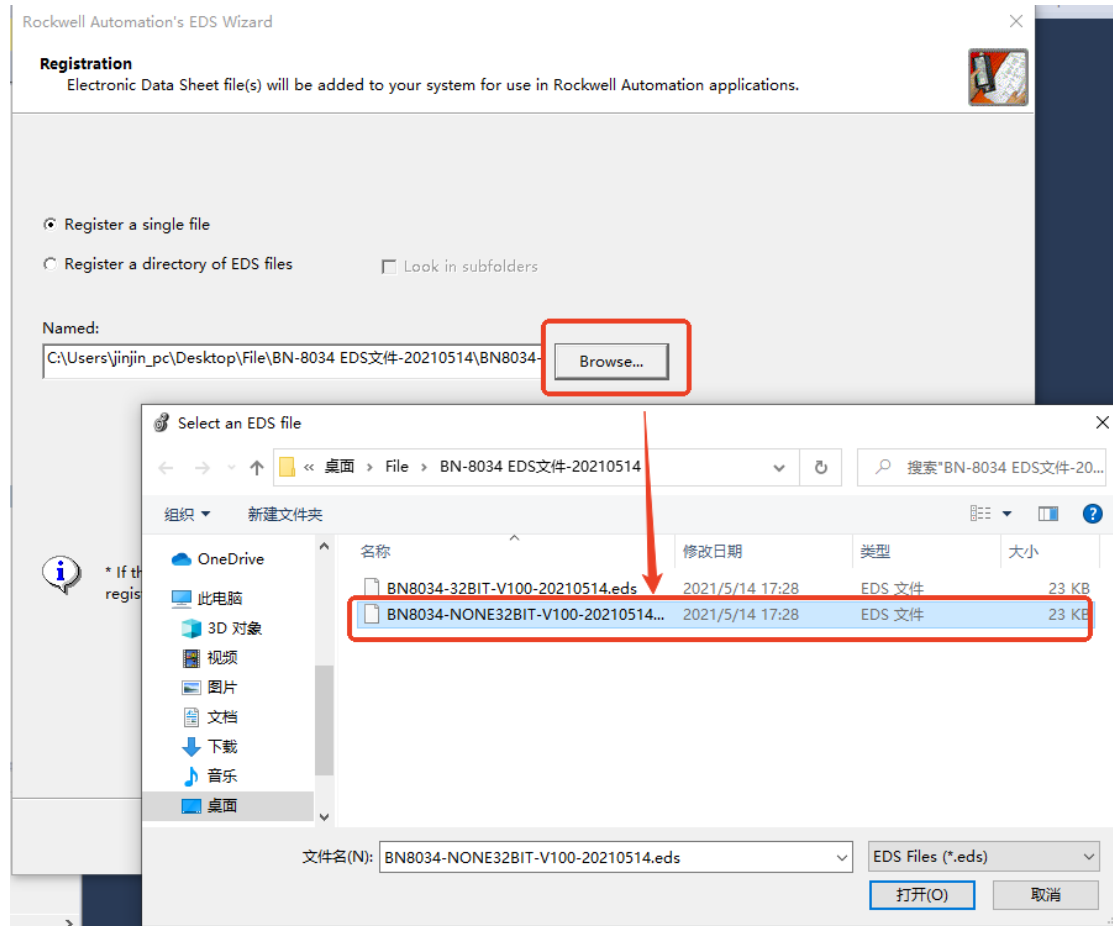 Rockwell Automation's EDS Wizard
Registration
Electronic Data Sheet file(s) will be added to your system for use in Rockwell Automation applications.
Register a single file
Register a directory of EDS files
Look in subfolders
Named:
C:\Users\jinjin_pc\Desktop\File\BN-8034 EDS文件-20210514\BN8034-
Browse...
Select an EDS file
« 桌面 › File › BN-8034 EDS文件-20210514
搜索"BN-8034 EDS文件-20...
组织
新建文件夹
OneDrive
名称 修改日期 类型 大小
* If th
regis
BN8034-32BIT-V100-20210514.eds 2021/5/14 17:28 EDS 文件 23 KB
此电脑
BN8034-NONE32BIT-V100-20210514... 2021/5/14 17:28 EDS 文件 23 KB
3D 对象
视频
图片
文档
下载
音乐
桌面
文件名(N): BN8034-NONE32BIT-V100-20210514.eds
EDS Files (*.eds)
打开(O)
取消